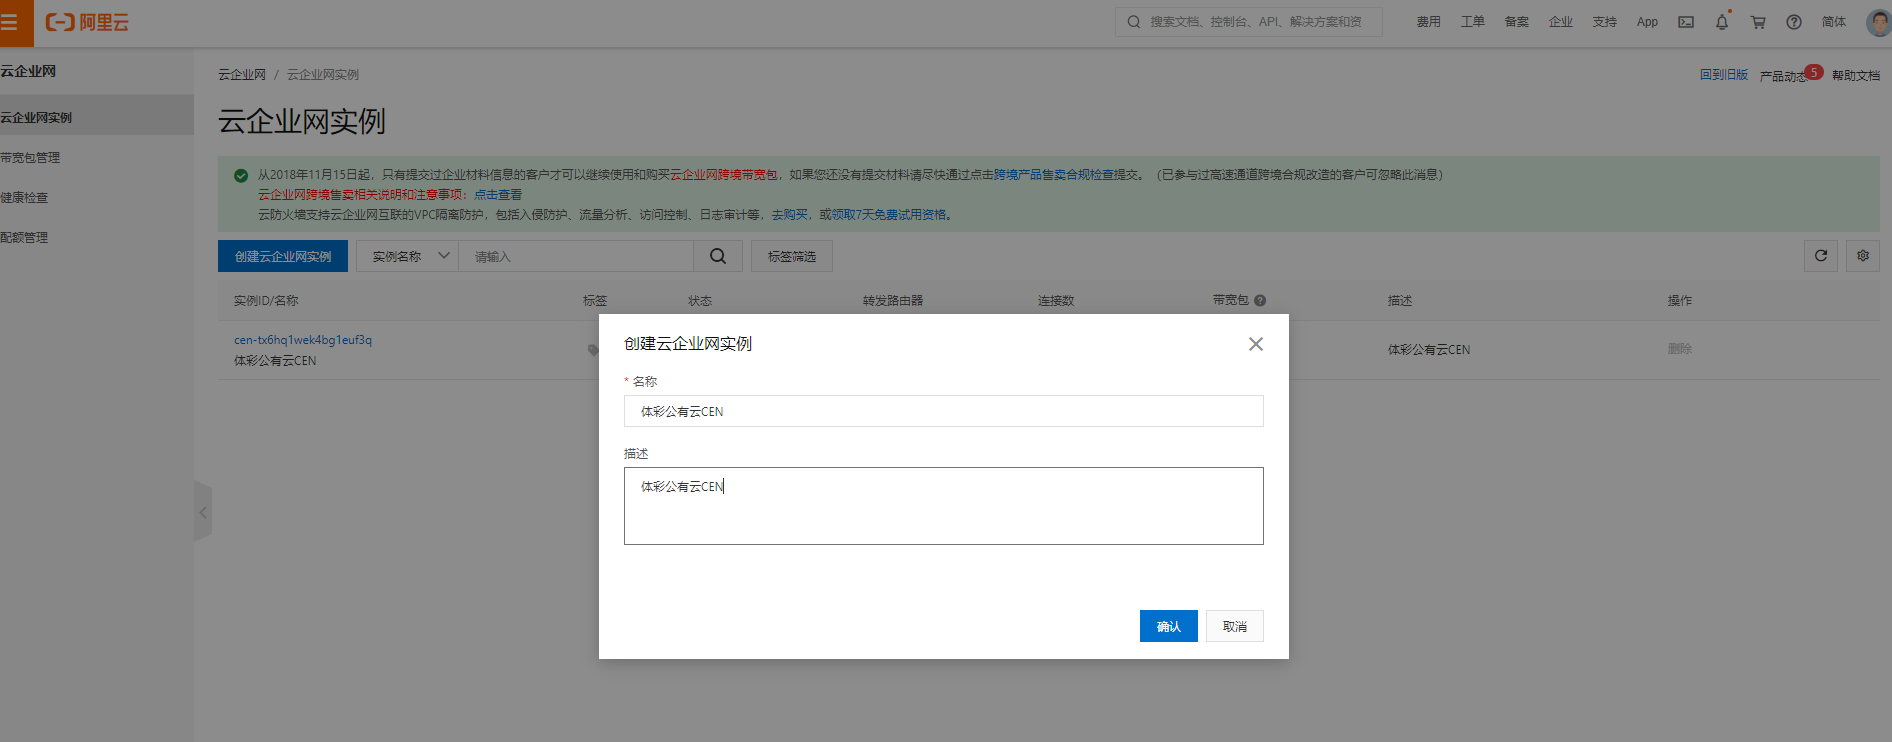 阿里云
搜索文档、控制台、API、解决方案和资
费用
工单
备案
企业
支持
App
简体
云企业网
云企业网实例
带宽包管理
健康检查
配额管理
云企业网 / 云企业网实例
回到旧版
产品动态
5
帮助文档
云企业网实例
从2018年11月15日起，只有提交过企业材料信息的客户才可以继续使用和购买云企业网跨境带宽包，如果您还没有提交材料请尽快通过点击跨境产品售卖合规检查提交。（已参与过高速通道跨境合规改造的客户可忽略此消息）
云企业网跨境售卖相关说明和注意事项：点击查看
云防火墙支持云企业网互联的VPC隔离防护，包括入侵防护、流量分析、访问控制、日志审计等，去购买，或领取7天免费试用资格。
创建云企业网实例
实例名称
请输入
标签筛选
实例ID/名称
标签
状态
转发路由器
连接数
带宽包
描述
操作
cen-tx6hq1wek4bg1euf3q
体彩公有云CEN
体彩公有云CEN
删除
创建云企业网实例
* 名称
体彩公有云CEN
描述
体彩公有云CEN
确认
取消